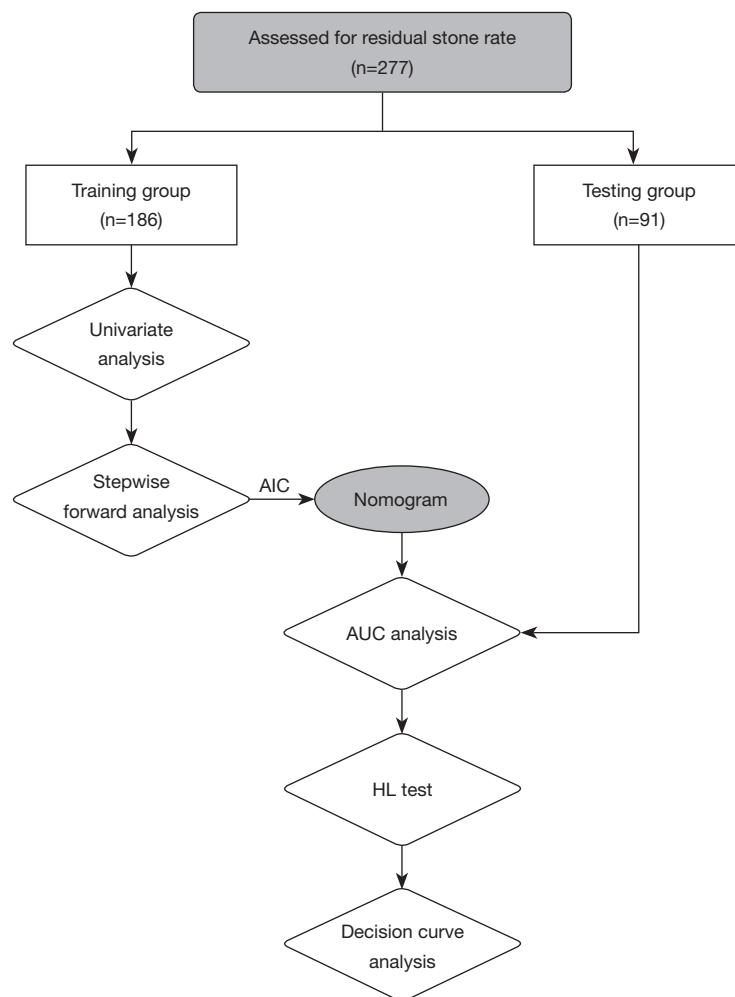 Assessed for residual stone rate
(n=277)
Training group
(n=186)
Testing group
(n=91)
Univariate
analysis
Stepwise
forward analysis
AIC
Nomogram
AUC analysis
HL test
Decision curve
analysis